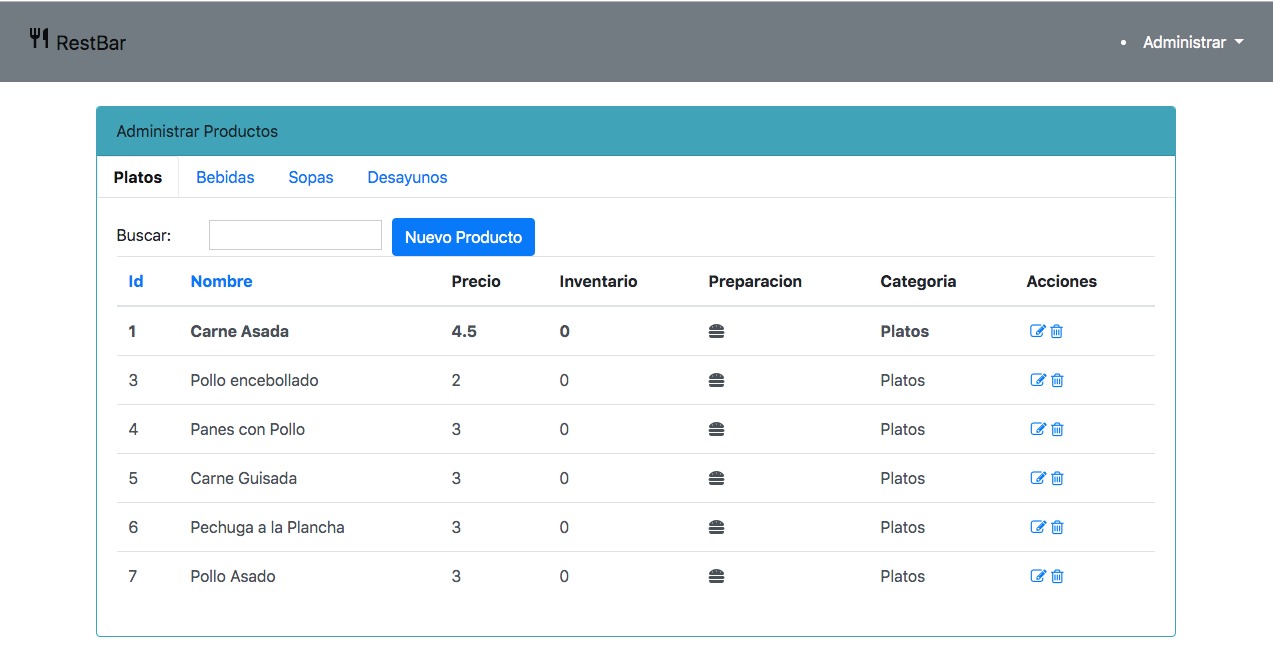 RestBar
Administrar
Administrar Productos
Platos Bebidas Sopas Desayunos
Buscar: Nuevo Producto
Id Nombre Precio Inventario Preparacion Categoria Acciones
1 Carne Asada 4.5 0 Platos
3 Pollo encebollado 2 0 Platos
4 Panes con Pollo 3 0 Platos
5 Carne Guisada 3 0 Platos
6 Pechuga a la Plancha 3 0 Platos
7 Pollo Asado 3 0 Platos